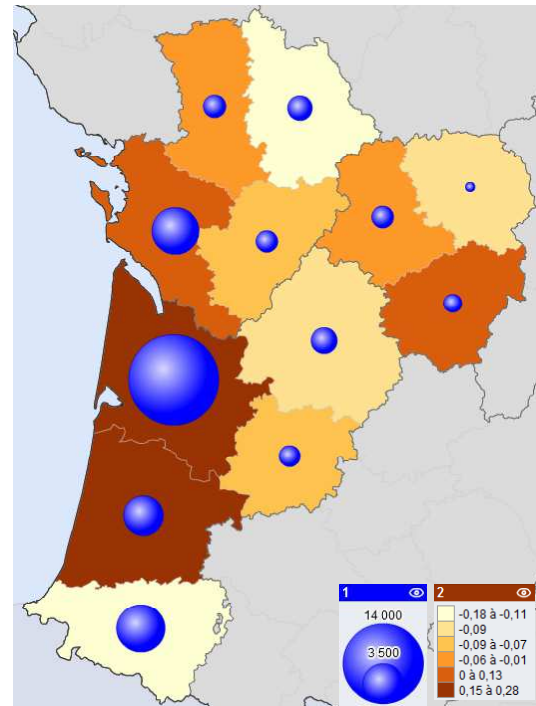 1
14 000
3 500
2
-0,18 à -0,11
-0,09
-0,09 à -0,07
-0,06 à -0,01
0 à 0,13
0,15 à 0,28